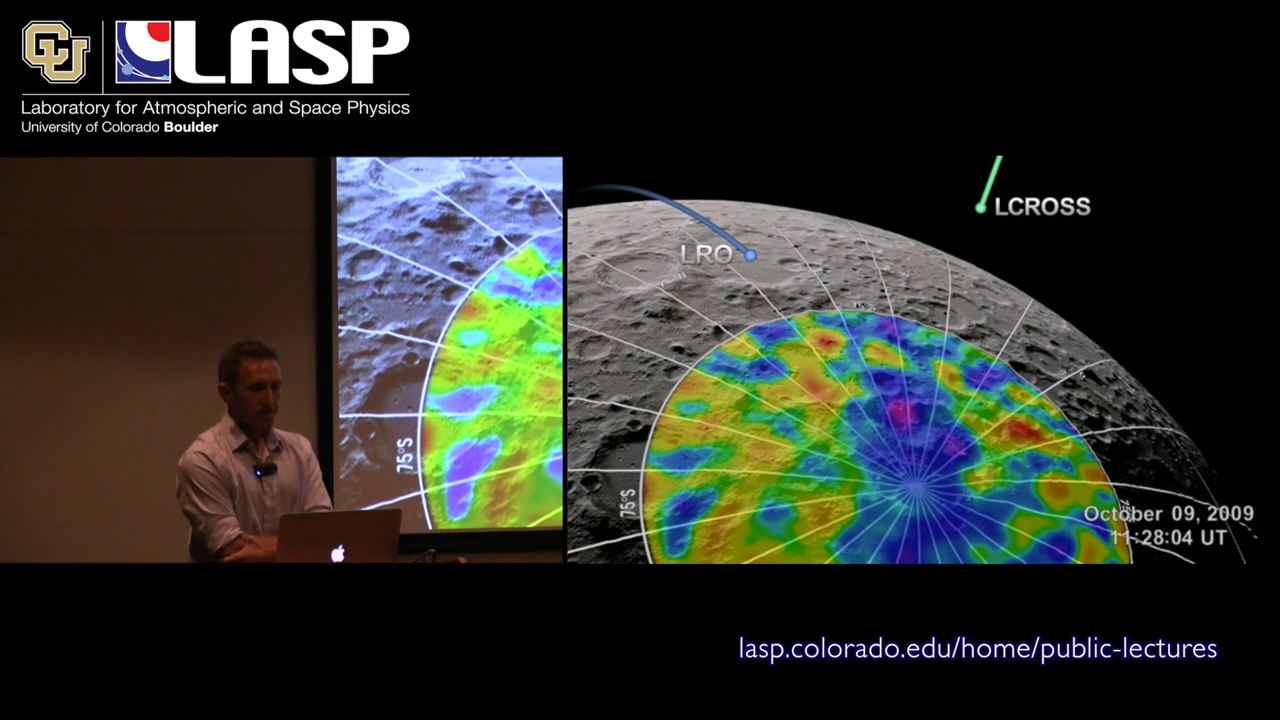 CU
LASP
Laboratory for Atmospheric and Space Physics
University of Colorado Boulder
75°S
LRO
LCROSS
75°S
October 09, 2009
11:28:04 UT
lasp.colorado.edu/home/public-lectures